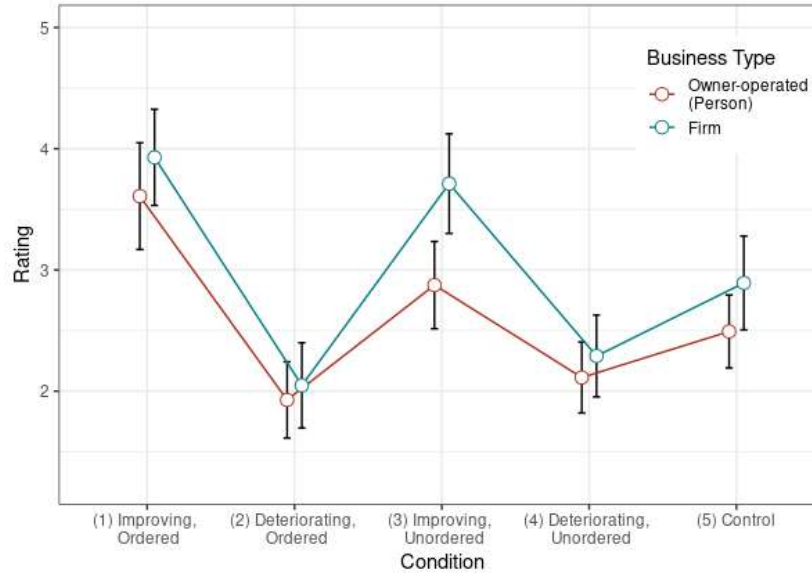 5
4
3
2
Rating
Business Type
Owner-operated
(Person)
Firm
(1) Improving,
Ordered
(2) Deteriorating,
Ordered
(3) Improving,
Unordered
(4) Deteriorating,
Unordered
(5) Control
Condition